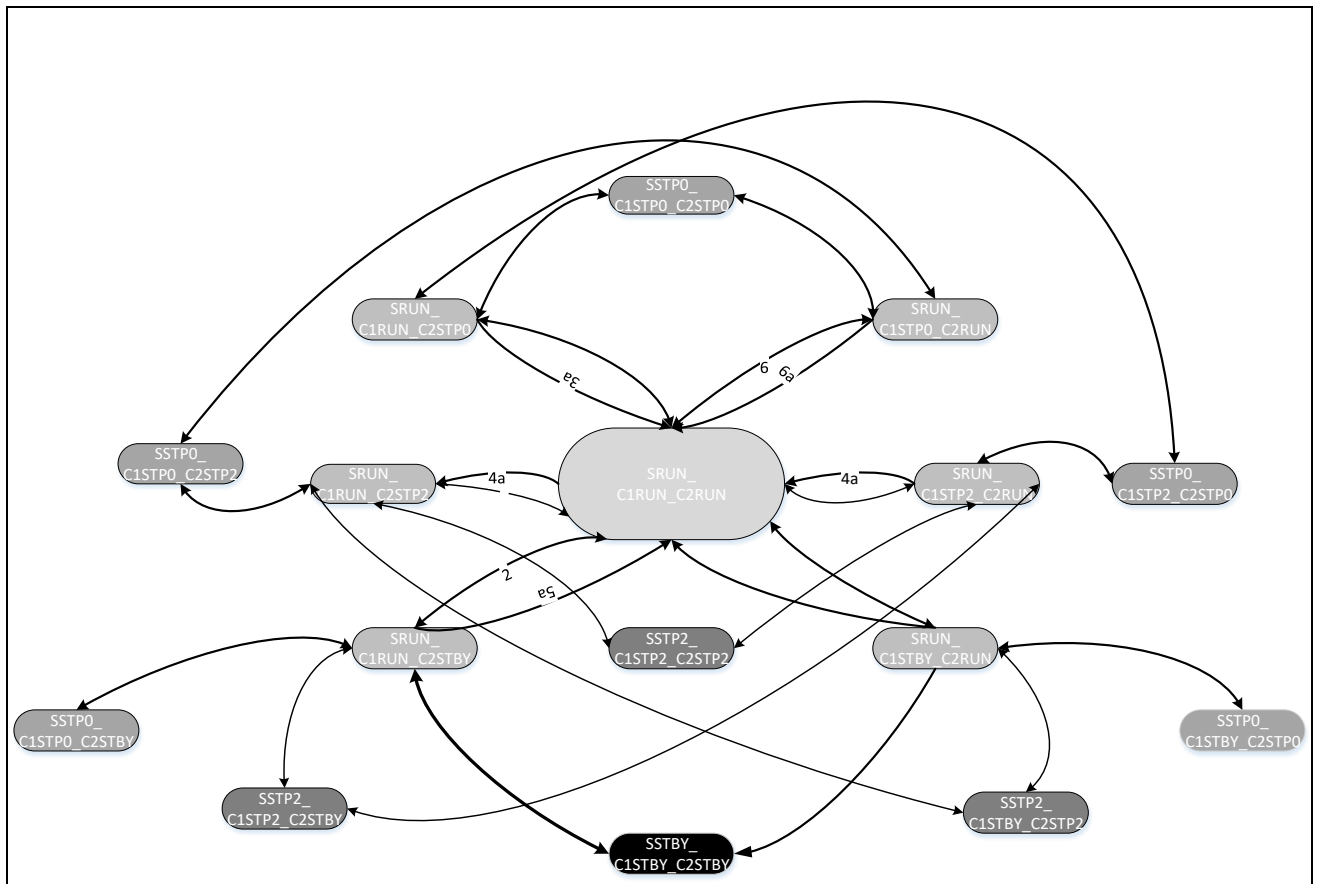 SSTP0_
C1STP0_C2STP0
SRUN_
C1RUN_C2STP0
SRUN_
C1STP0_C2RUN
3a
9
9a
SSTP0_
C1STP0_C2STP2
SRUN_
C1RUN_C2STP2
4a
SRUN_
C1RUN_C2RUN
4a
SRUN_
C1STP2_C2RUN
SSTP0_
C1STP2_C2STP0
2
5a
SRUN_
C1RUN_C2STBY
SSTP2_
C1STP2_C2STP2
SRUN_
C1STBY_C2RUN
SSTP0_
C1STP0_C2STBY
SSTP0_
C1STBY_C2STP0
SSTP2_
C1STP2_C2STBY
SSTP2_
C1STBY_C2STP2
SSTBY_
C1STBY_C2STBY